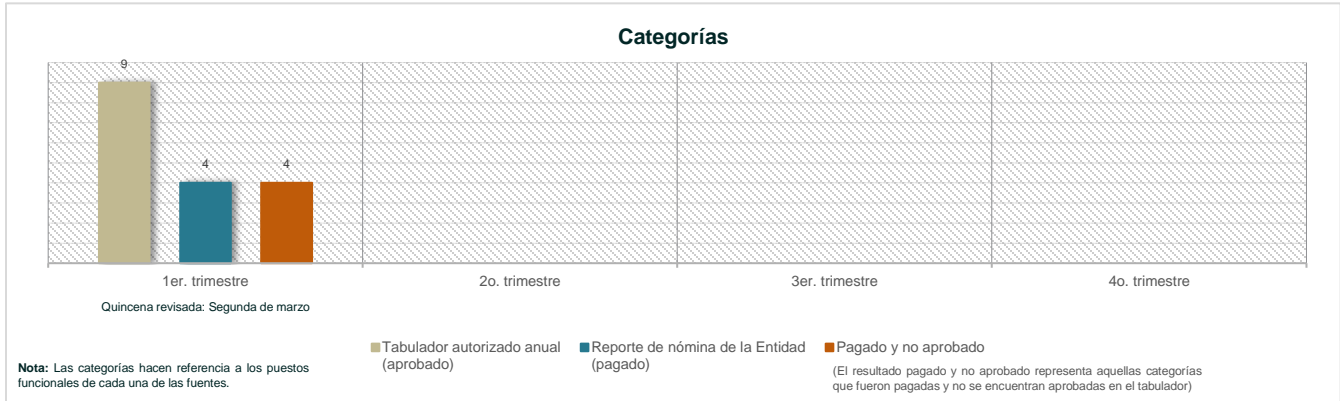 Categorías
9
4
4
1er. trimestre
2o. trimestre
3er. trimestre
4o. trimestre
Quincena revisada: Segunda de marzo
Tabulador autorizado anual
(aprobado)
Reporte de nómina de la Entidad
(pagado)
Pagado y no aprobado
(El resultado pagado y no aprobado representa aquellas categorías
que fueron pagadas y no se encuentran aprobadas en el tabulador)
Nota: Las categorías hacen referencia a los puestos
funcionales de cada una de las fuentes.